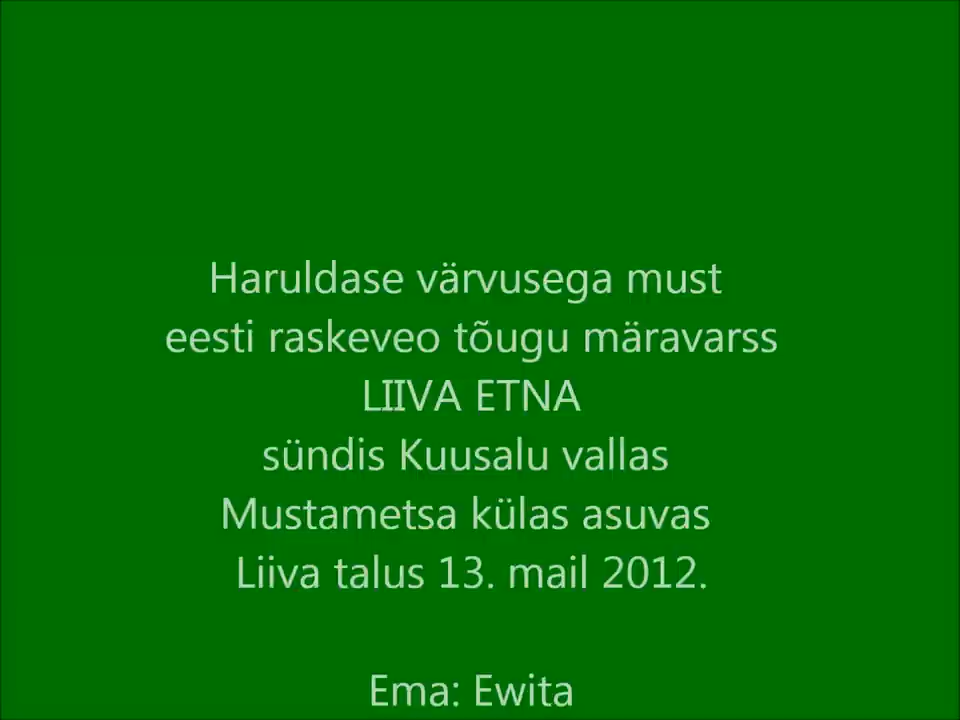 Haruldase värvusega must
eesti raskeveo tõugu märavarss
LIIVA ETNA
sündis Kuusalu vallas
Mustametsa külas asuvas
Liiva talus 13. mail 2012.
Ema: Ewita